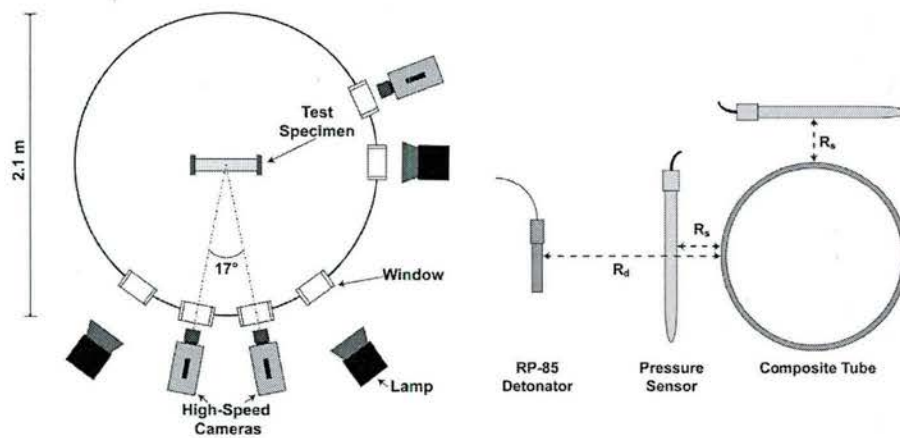 2.1 m
Test
Specimen
17°
Window
Lamp
High-Speed
Cameras
Rs
Rs
Rd
RP-85
Detonator
Pressure
Sensor
Composite Tube